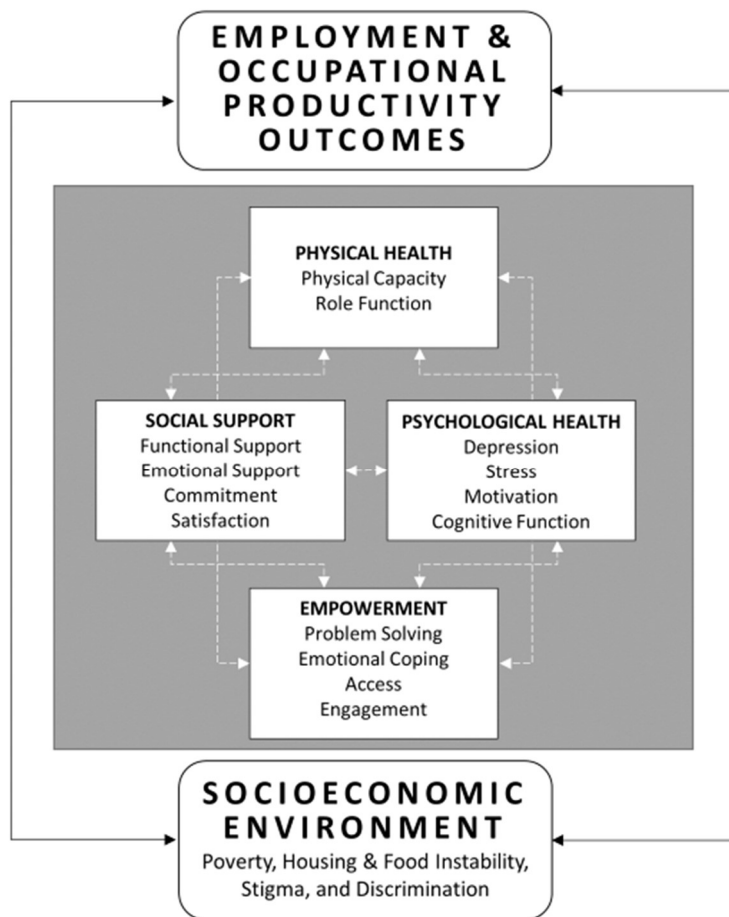 EMPLOYMENT &
OCCUPATIONAL
PRODUCTIVITY
OUTCOMES
PHYSICAL HEALTH
Physical Capacity
Role Function
SOCIAL SUPPORT
Functional Support
Emotional Support
Commitment
Satisfaction
PSYCHOLOGICAL HEALTH
Depression
Stress
Motivation
Cognitive Function
EMPOWERMENT
Problem Solving
Emotional Coping
Access
Engagement
SOCIOECONOMIC
ENVIRONMENT
Poverty, Housing & Food Instability,
Stigma, and Discrimination